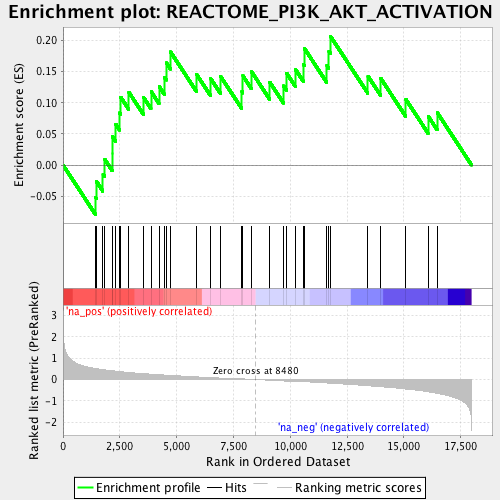 Enrichment plot: REACTOME_PI3K_AKT_ACTIVATION
Enrichment score (ES)
0.20
0.15
0.10
0.05
0.00
-0.05
'na_pos' (positively correlated)
Ranked list metric (PreRanked)
3
2
1
0
-1
-2
Zero cross at 8480
'na_neg' (negatively correlated)
0 2,500 5,000 7,500 10,000 12,500 15,000 17,500
Rank in Ordered Dataset
Enrichment profile Hits Ranking metric scores